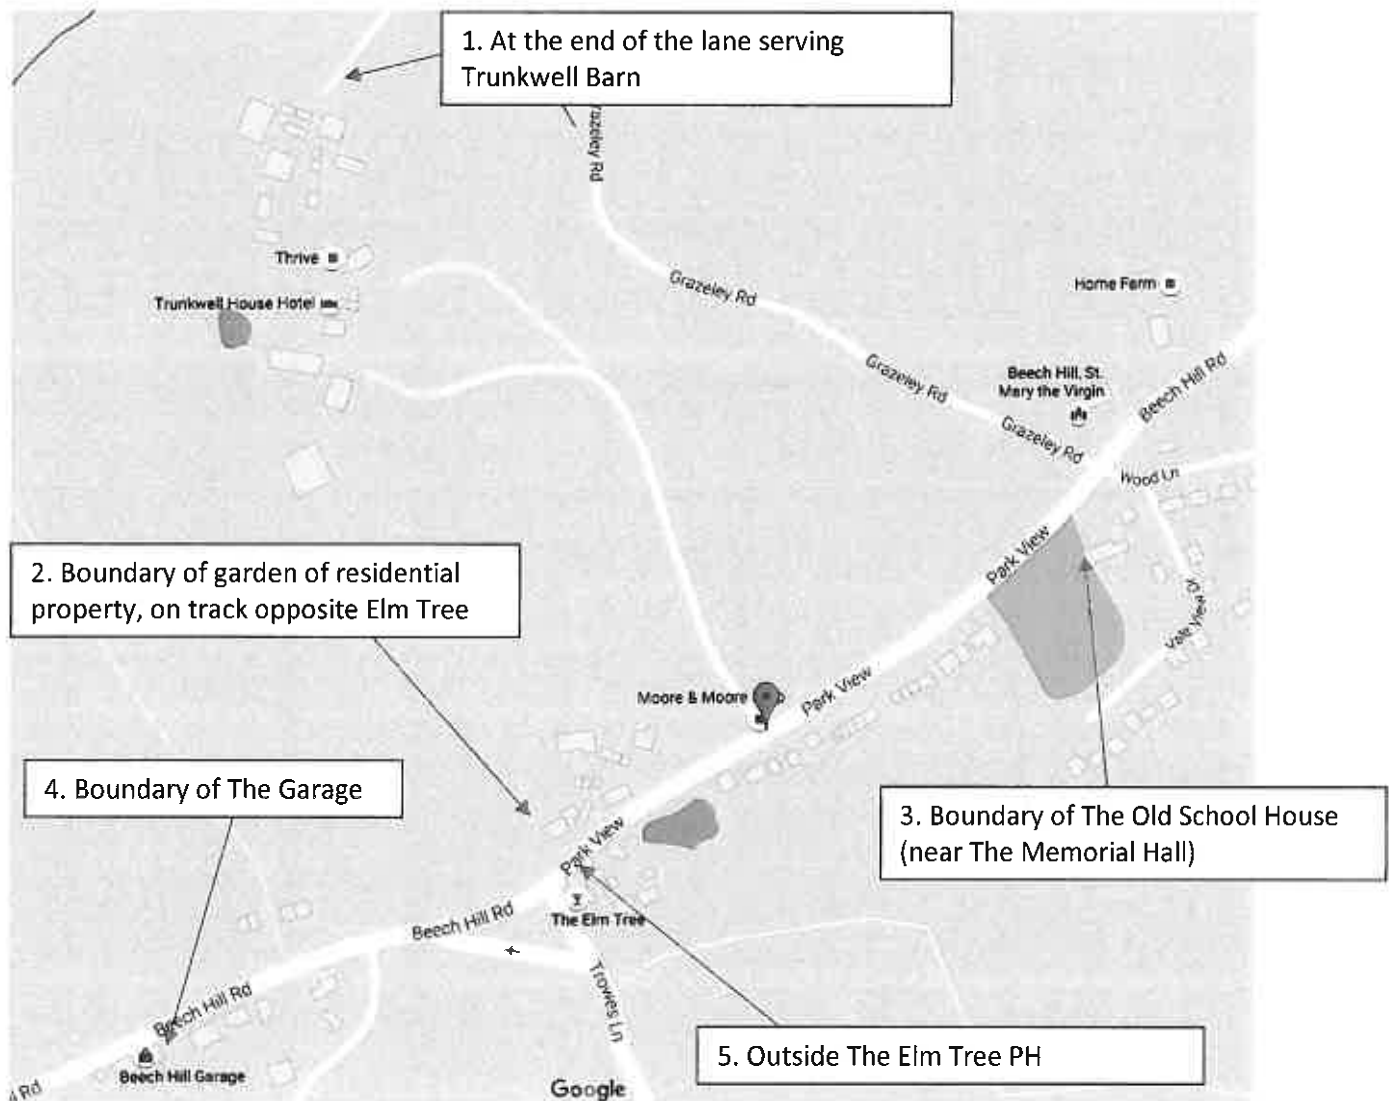 1. At the end of the lane serving
Trunkwell Barn
azeley Rd
Thrive
Trunkwell House Hotel
Grazeley Rd
Home Farm
Grazeley Rd
Beech Hill, St.
Mary the Virgin
Beech Hill Rd
Grazeley Rd
Wood Ln
2. Boundary of garden of residential
property, on track opposite Elm Tree
Park View
Vale View Dr
Moore & Moore
Park View
4. Boundary of The Garage
3. Boundary of The Old School House
(near The Memorial Hall)
Park View
Beech Hill Rd
The Elm Tree
Trowes Ln
Beech Hill Rd
5. Outside The Elm Tree PH
Beech Hill Garage
Rd
Google